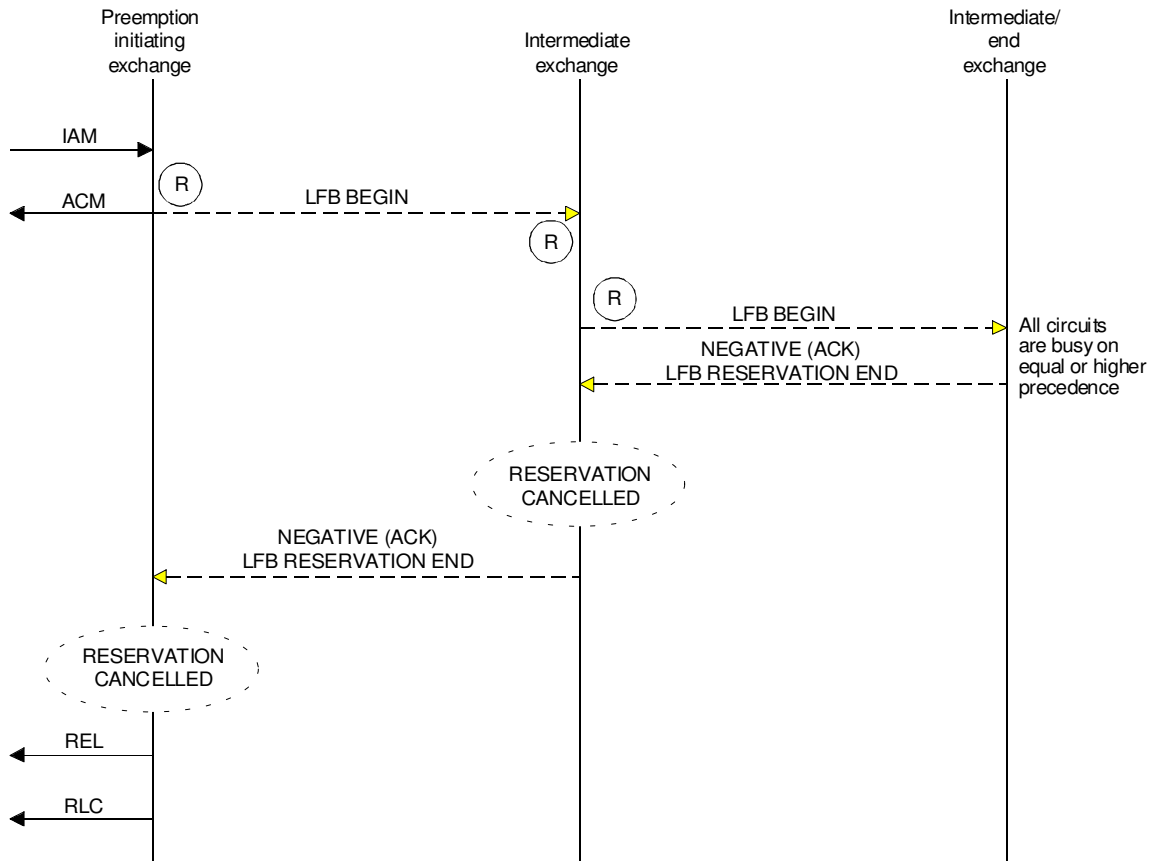 Preemption
initiating
exchange
Intermediate
exchange
Intermediate/
end
exchange
IAM
R
ACM
LFB BEGIN
R
R
LFB BEGIN
All circuits
are busy on
equal or higher
precedence
NEGATIVE (ACK)
LFB RESERVATION END
RESERVATION
CANCELLED
NEGATIVE (ACK)
LFB RESERVATION END
RESERVATION
CANCELLED
REL
RLC